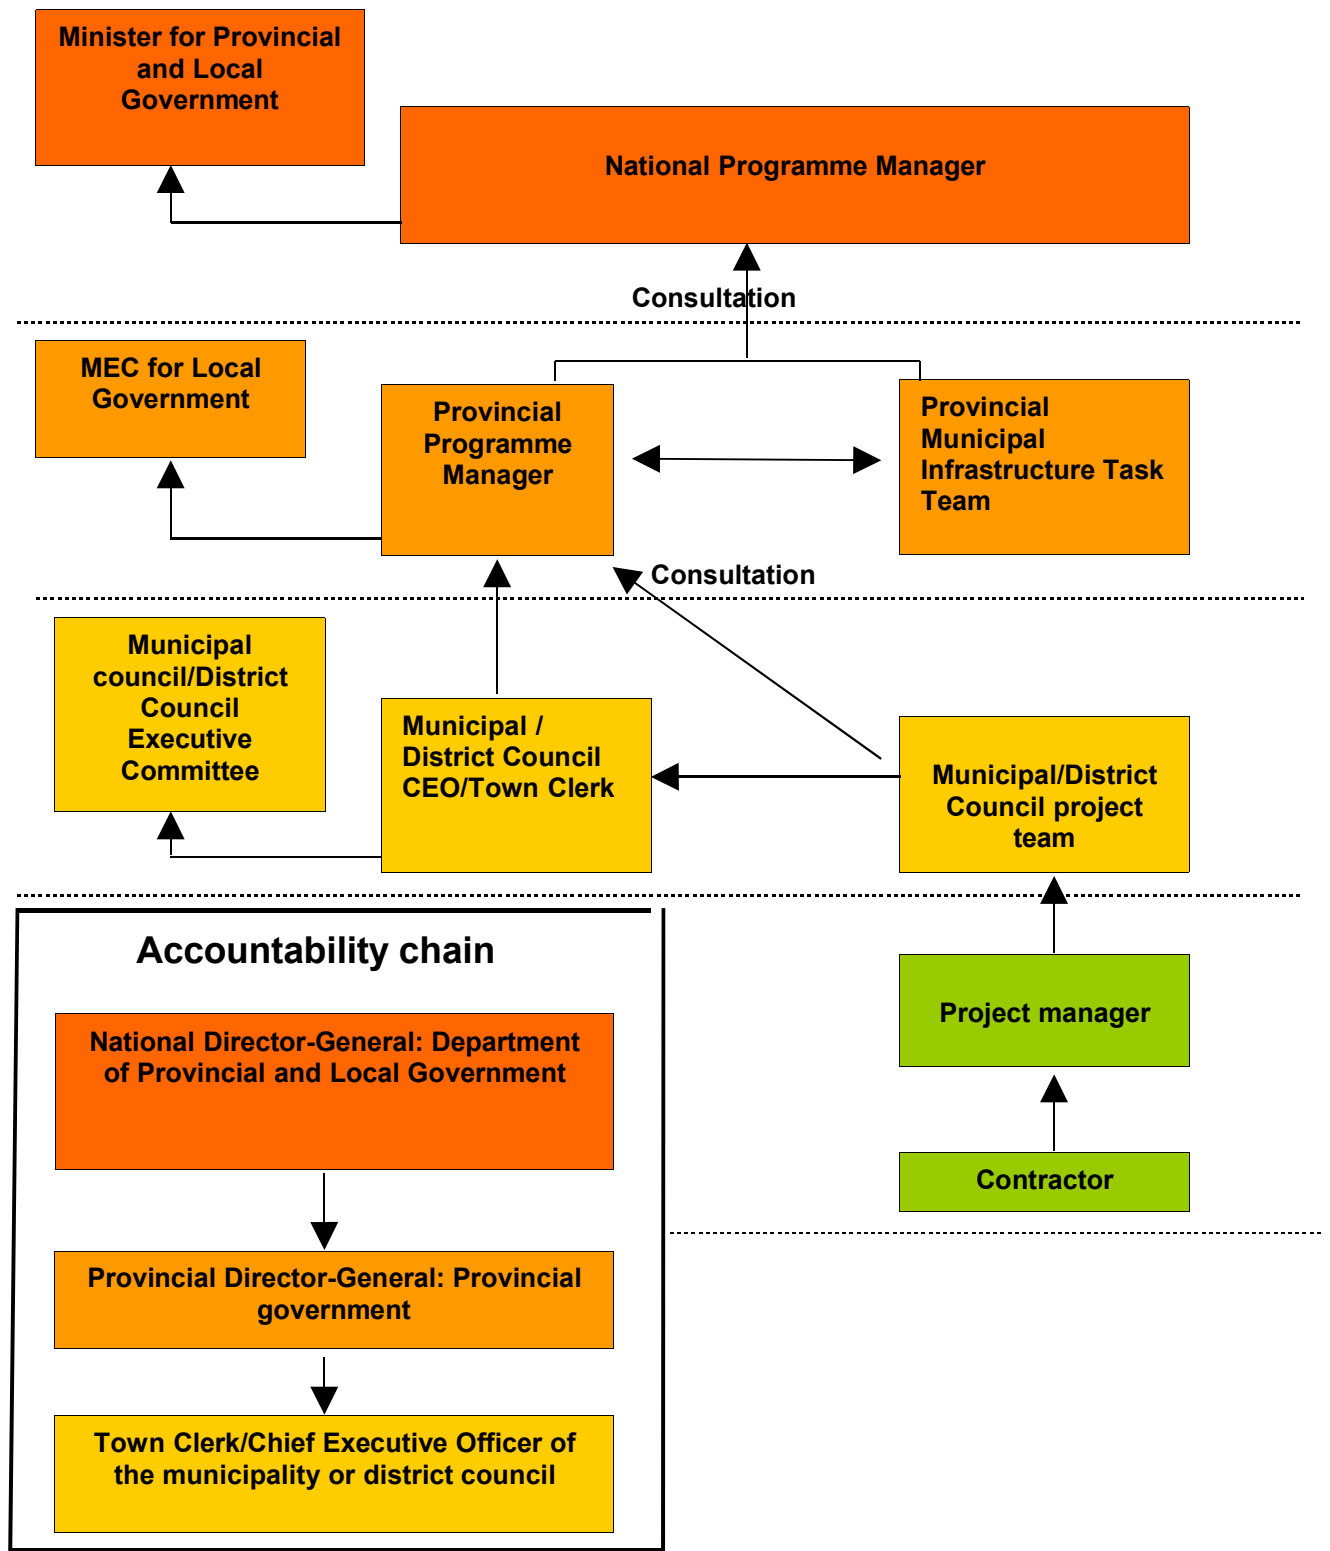 Minister for Provincial
and Local
Government
National Programme Manager
Consultation
MEC for Local
Government
Provincial
Programme
Manager
Provincial
Municipal
Infrastructure Task
Team
Consultation
Municipal
council/District
Council
Executive
Committee
Municipal /
District Council
CEO/Town Clerk
Municipal/District
Council project
team
Accountability chain
National Director-General: Department
of Provincial and Local Government
Provincial Director-General: Provincial
government
Town Clerk/Chief Executive Officer of
the municipality or district council
Project manager
Contractor